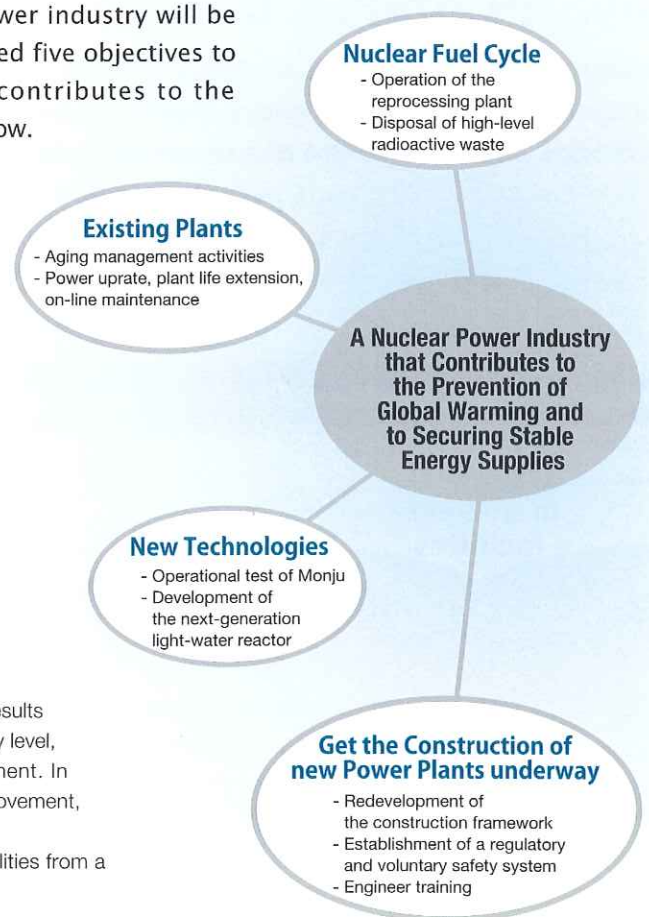 wer industry will be
ed five objectives to
contributes to the
ow.
Nuclear Fuel Cycle
- Operation of the
reprocessing plant
- Disposal of high-level
radioactive waste
Existing Plants
- Aging management activities
- Power uprate, plant life extension,
on-line maintenance
A Nuclear Power Industry
that Contributes to
the Prevention of
Global Warming and
to Securing Stable
Energy Supplies
New Technologies
- Operational test of Monju
- Development of
the next-generation
light-water reactor
sults
y level,
nent. In
ovement,
lities from a
Get the Construction of
new Power Plants underway
- Redevelopment of
the construction framework
- Establishment of a regulatory
and voluntary safety system
- Engineer training